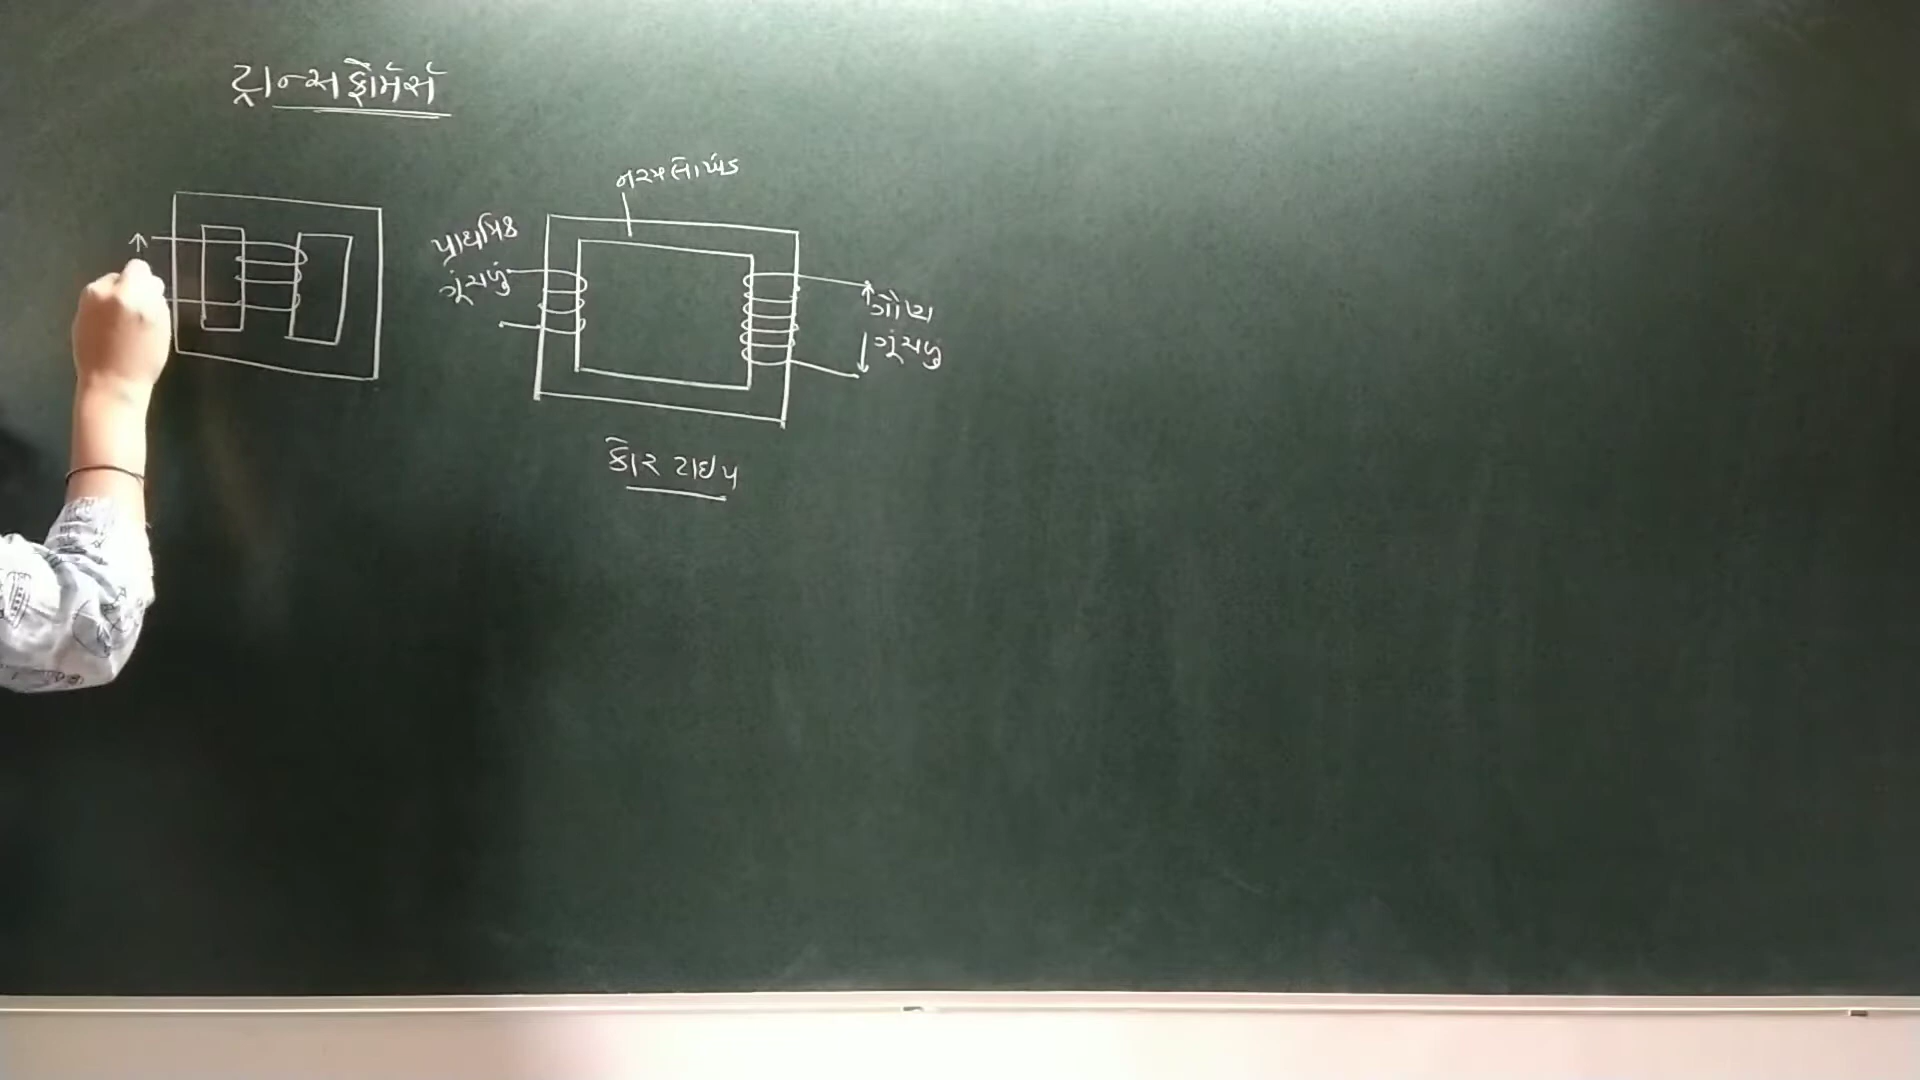 ટ્રાન્સફોર્મર્સ
નરમ લોખંડ
પ્રાથમિક
ગૂંચળું
ગૌણ
ગૂંચળું
કોર ટાઇપ